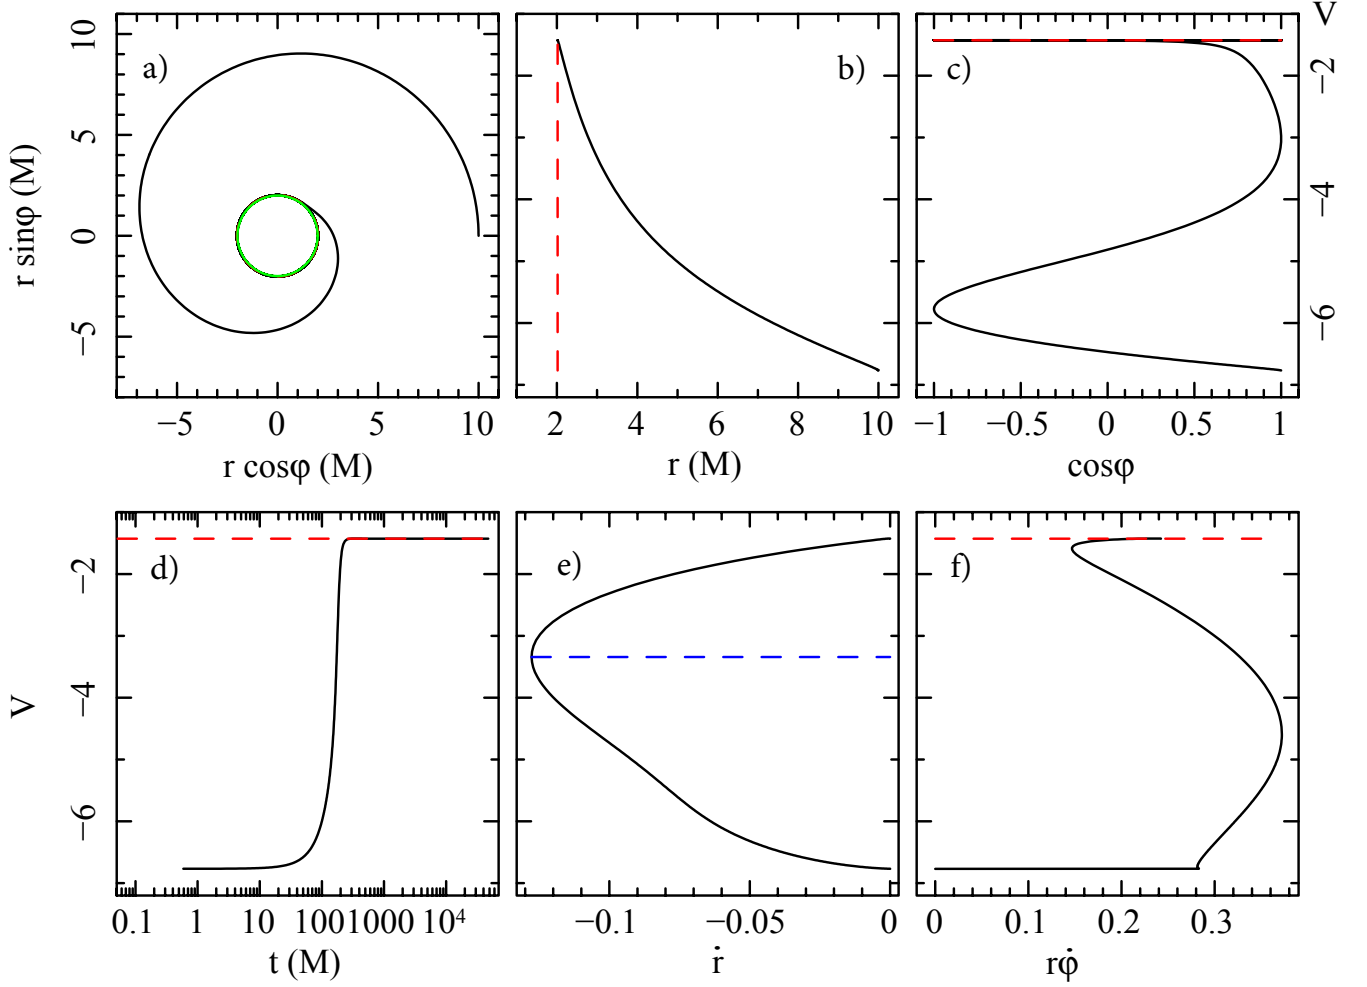 V
a)
b)
c)
10
5
0
−5
r sinφ (M)
−2
−4
−6
−5 0 5 10
2 4 6 8 10
−1 −0.5 0 0.5 1
r cosφ (M)
r (M)
cosφ
d)
e)
f)
−2
−4
−6
V
0.1 1 10 100 1000 10⁴
−0.1 −0.05 0
0 0.1 0.2 0.3
t (M)
ṙ
rφ̇